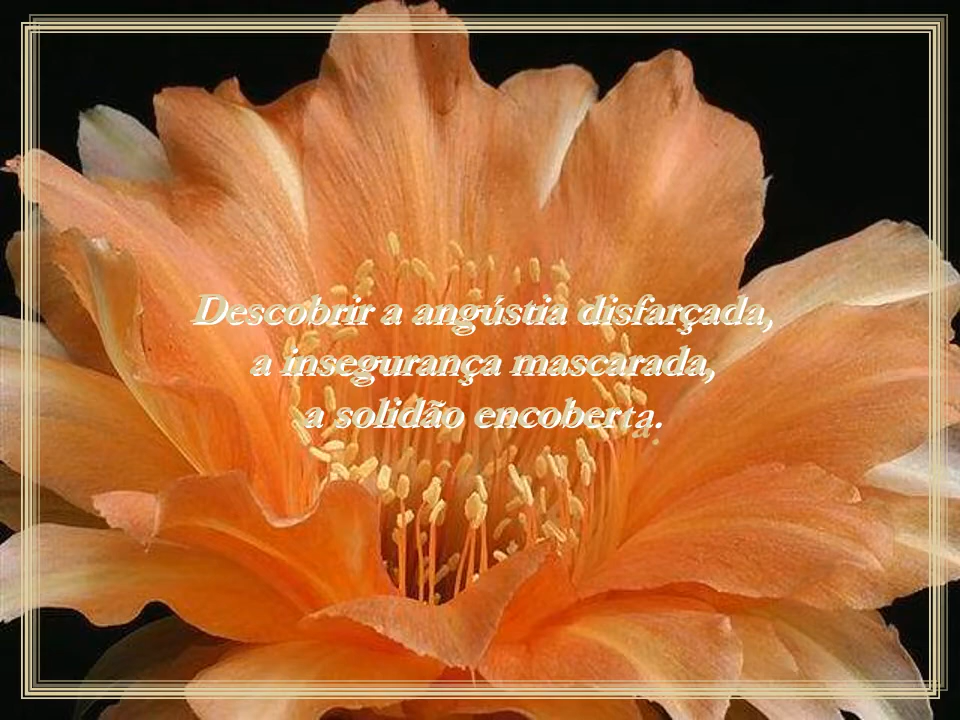 Descobrir a angústia disfarçada,
a insegurança mascarada,
a solidão encoberta.